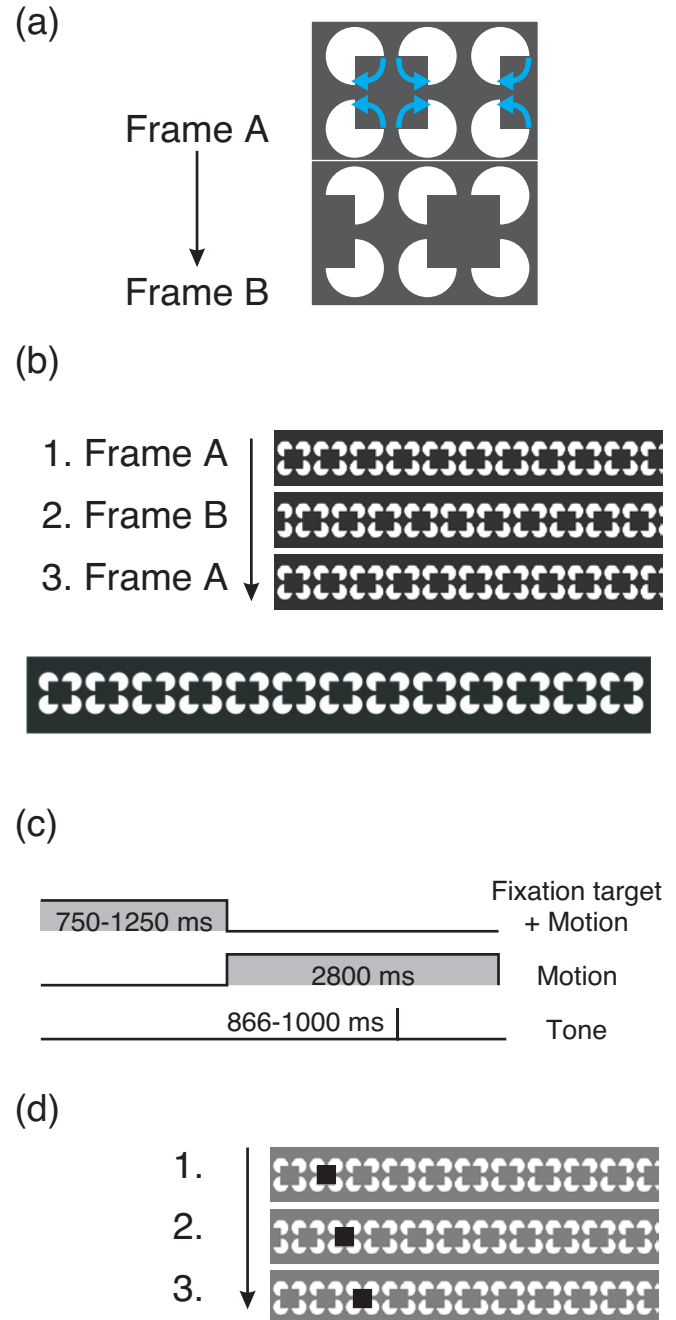 (a)
Frame A
Frame B
(b)
1. Frame A
2. Frame B
3. Frame A
(c)
750-1250 ms
Fixation target
+ Motion
2800 ms
Motion
866-1000 ms
Tone
(d)
1.
2.
3.